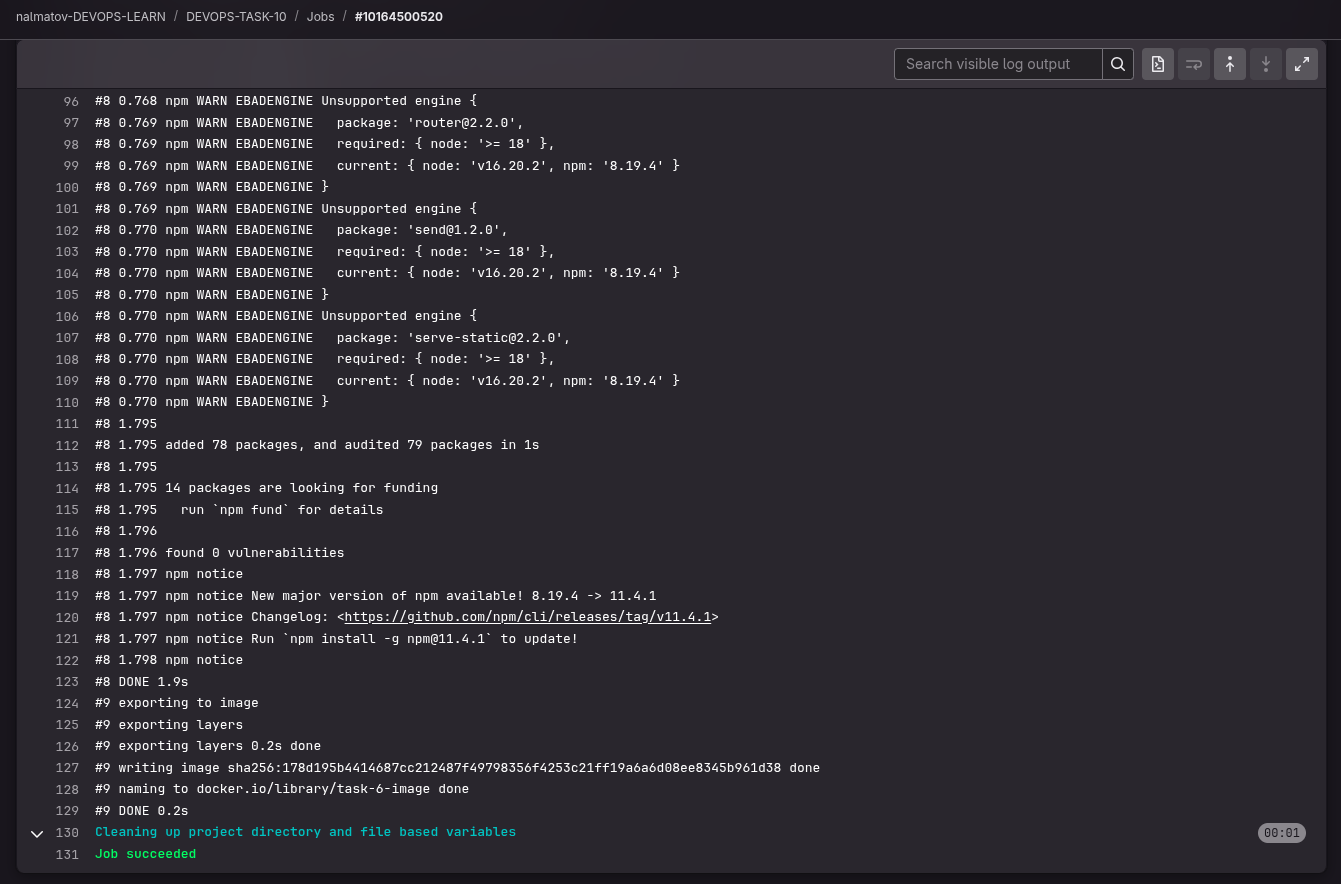 nalmatov-DEVOPS-LEARN / DEVOPS-TASK-10 / Jobs / #10164500520
Search visible log output
96 #8 0.768 npm WARN EBADENGINE Unsupported engine {
97 #8 0.769 npm WARN EBADENGINE   package: 'router@2.2.0',
98 #8 0.769 npm WARN EBADENGINE   required: { node: '>= 18' },
99 #8 0.769 npm WARN EBADENGINE   current: { node: 'v16.20.2', npm: '8.19.4' }
100 #8 0.769 npm WARN EBADENGINE }
101 #8 0.769 npm WARN EBADENGINE Unsupported engine {
102 #8 0.770 npm WARN EBADENGINE   package: 'send@1.2.0',
103 #8 0.770 npm WARN EBADENGINE   required: { node: '>= 18' },
104 #8 0.770 npm WARN EBADENGINE   current: { node: 'v16.20.2', npm: '8.19.4' }
105 #8 0.770 npm WARN EBADENGINE }
106 #8 0.770 npm WARN EBADENGINE Unsupported engine {
107 #8 0.770 npm WARN EBADENGINE   package: 'serve-static@2.2.0',
108 #8 0.770 npm WARN EBADENGINE   required: { node: '>= 18' },
109 #8 0.770 npm WARN EBADENGINE   current: { node: 'v16.20.2', npm: '8.19.4' }
110 #8 0.770 npm WARN EBADENGINE }
111 #8 1.795
112 #8 1.795 added 78 packages, and audited 79 packages in 1s
113 #8 1.795
114 #8 1.795 14 packages are looking for funding
115 #8 1.795   run `npm fund` for details
116 #8 1.796
117 #8 1.796 found 0 vulnerabilities
118 #8 1.797 npm notice
119 #8 1.797 npm notice New major version of npm available! 8.19.4 -> 11.4.1
120 #8 1.797 npm notice Changelog: <https://github.com/npm/cli/releases/tag/v11.4.1>
121 #8 1.797 npm notice Run `npm install -g npm@11.4.1` to update!
122 #8 1.798 npm notice
123 #8 DONE 1.9s
124 #9 exporting to image
125 #9 exporting layers
126 #9 exporting layers 0.2s done
127 #9 writing image sha256:178d195b4414687cc212487f49798356f4253c21ff19a6a6d08ee8345b961d38 done
128 #9 naming to docker.io/library/task-6-image done
129 #9 DONE 0.2s
130 Cleaning up project directory and file based variables 00:01
131 Job succeeded